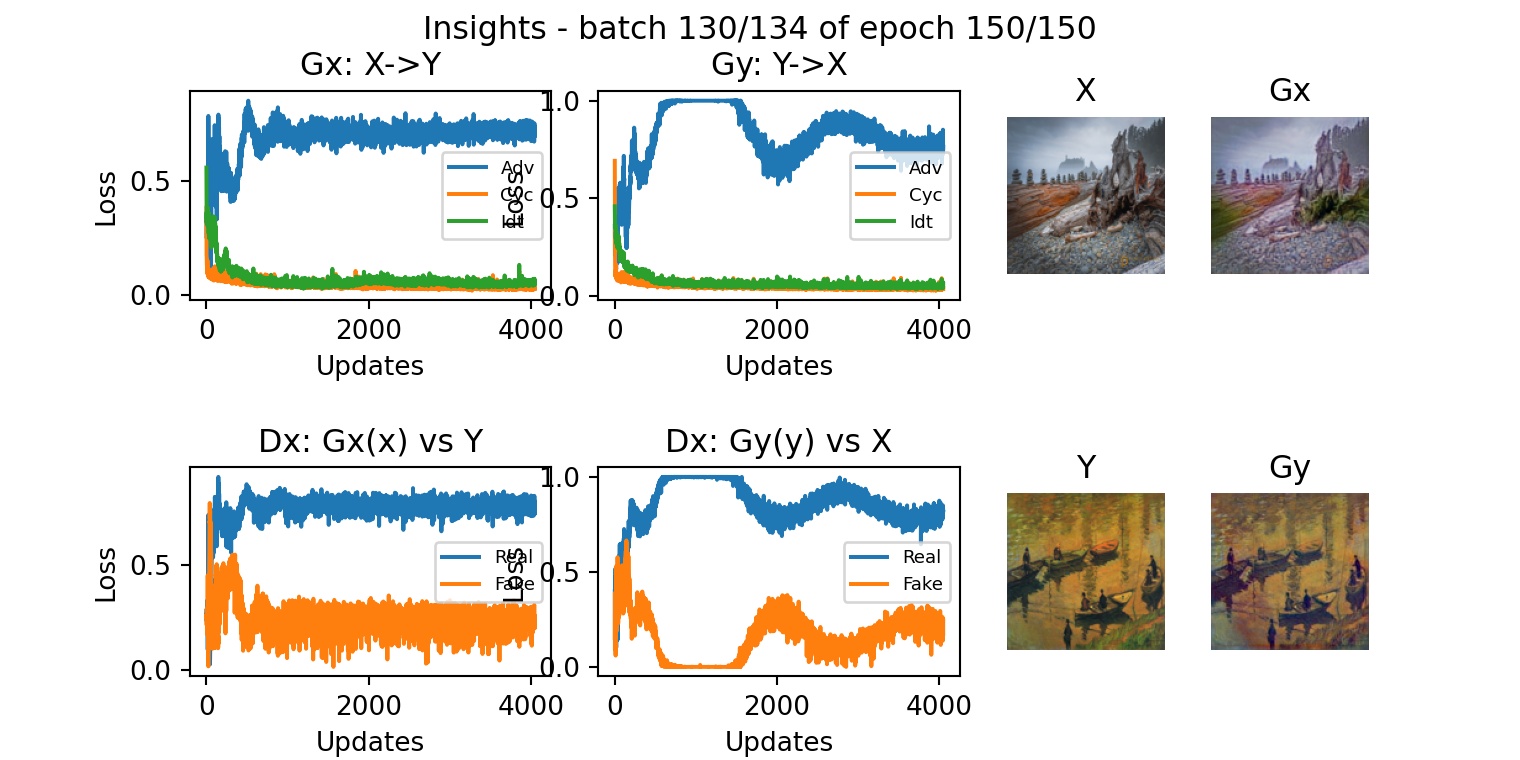 Insights - batch 130/134 of epoch 150/150
Gx: X->Y
Loss
0.5
0.0
Adv
Cyc
Idt
0 2000 4000
Updates
Gy: Y->X
Loss
1.0
0.5
0.0
Adv
Cyc
Idt
0 2000 4000
Updates
X
Gx
Dx: Gx(x) vs Y
Loss
0.5
0.0
Real
Fake
0 2000 4000
Updates
Dx: Gy(y) vs X
Loss
1.0
0.5
0.0
Real
Fake
0 2000 4000
Updates
Y
Gy